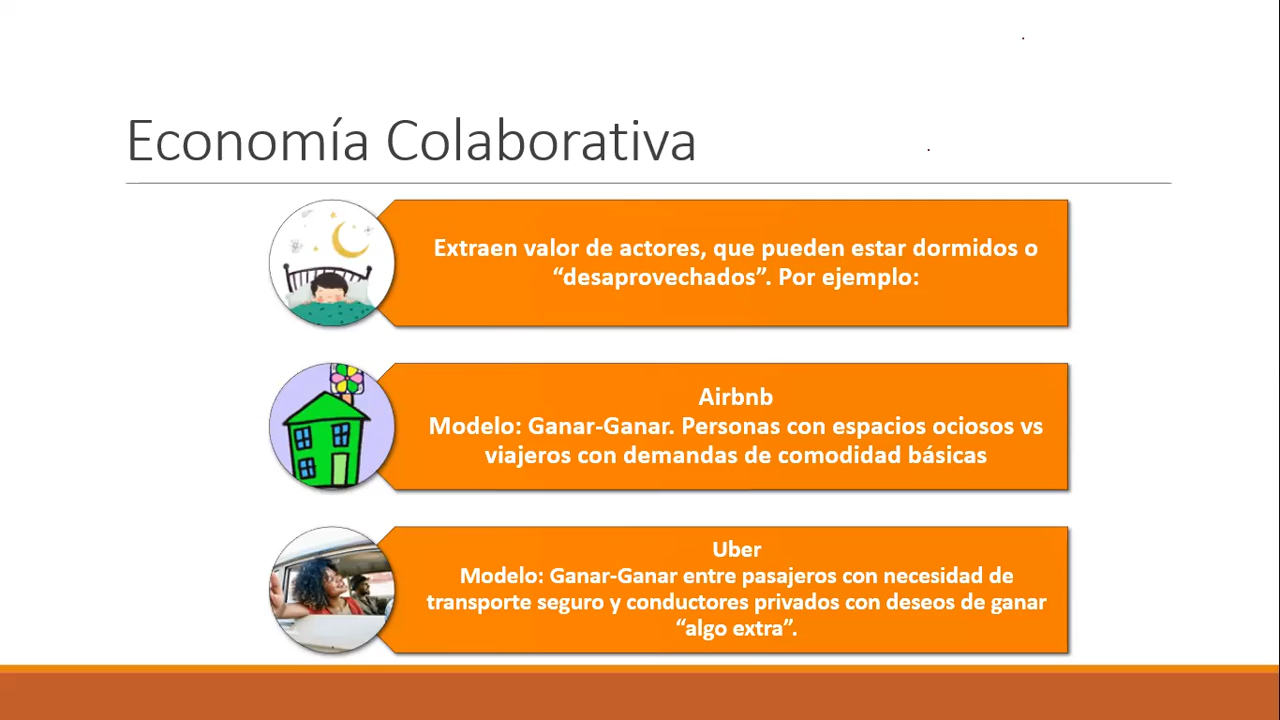 Economía Colaborativa
Extraen valor de actores, que pueden estar dormidos o
“desaprovechados”. Por ejemplo:
Airbnb
Modelo: Ganar-Ganar. Personas con espacios ociosos vs
viajeros con demandas de comodidad básicas
Uber
Modelo: Ganar-Ganar entre pasajeros con necesidad de
transporte seguro y conductores privados con deseos de ganar
“algo extra”.